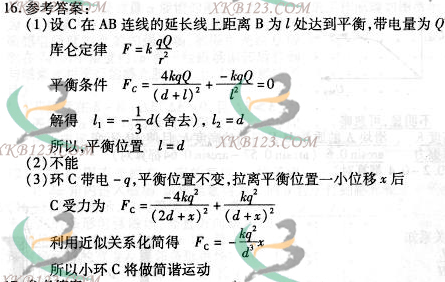 16.参考答案:
(1)设C在AB连线的延长线上距离B为l处达到平衡,带电量为Q
库仑定律 F=k qQ/r²
平衡条件 F_C = 4kqQ/(d+l)² + -kqQ/l² = 0
解得 l₁=-1/3 d(舍去), l₂=d
所以,平衡位置 l=d
(2)不能
(3)环C带电-q,平衡位置不变,拉离平衡位置一小位移x后
C受力为 F_C = -4kq²/(2d+x)² + kq²/(d+x)²
利用近似关系化简得 F_C = -kq²/d³ x
所以小环C将做简谐运动
XKB123.COM
XKB123.COM
XKB123.COM
XKB123.COM